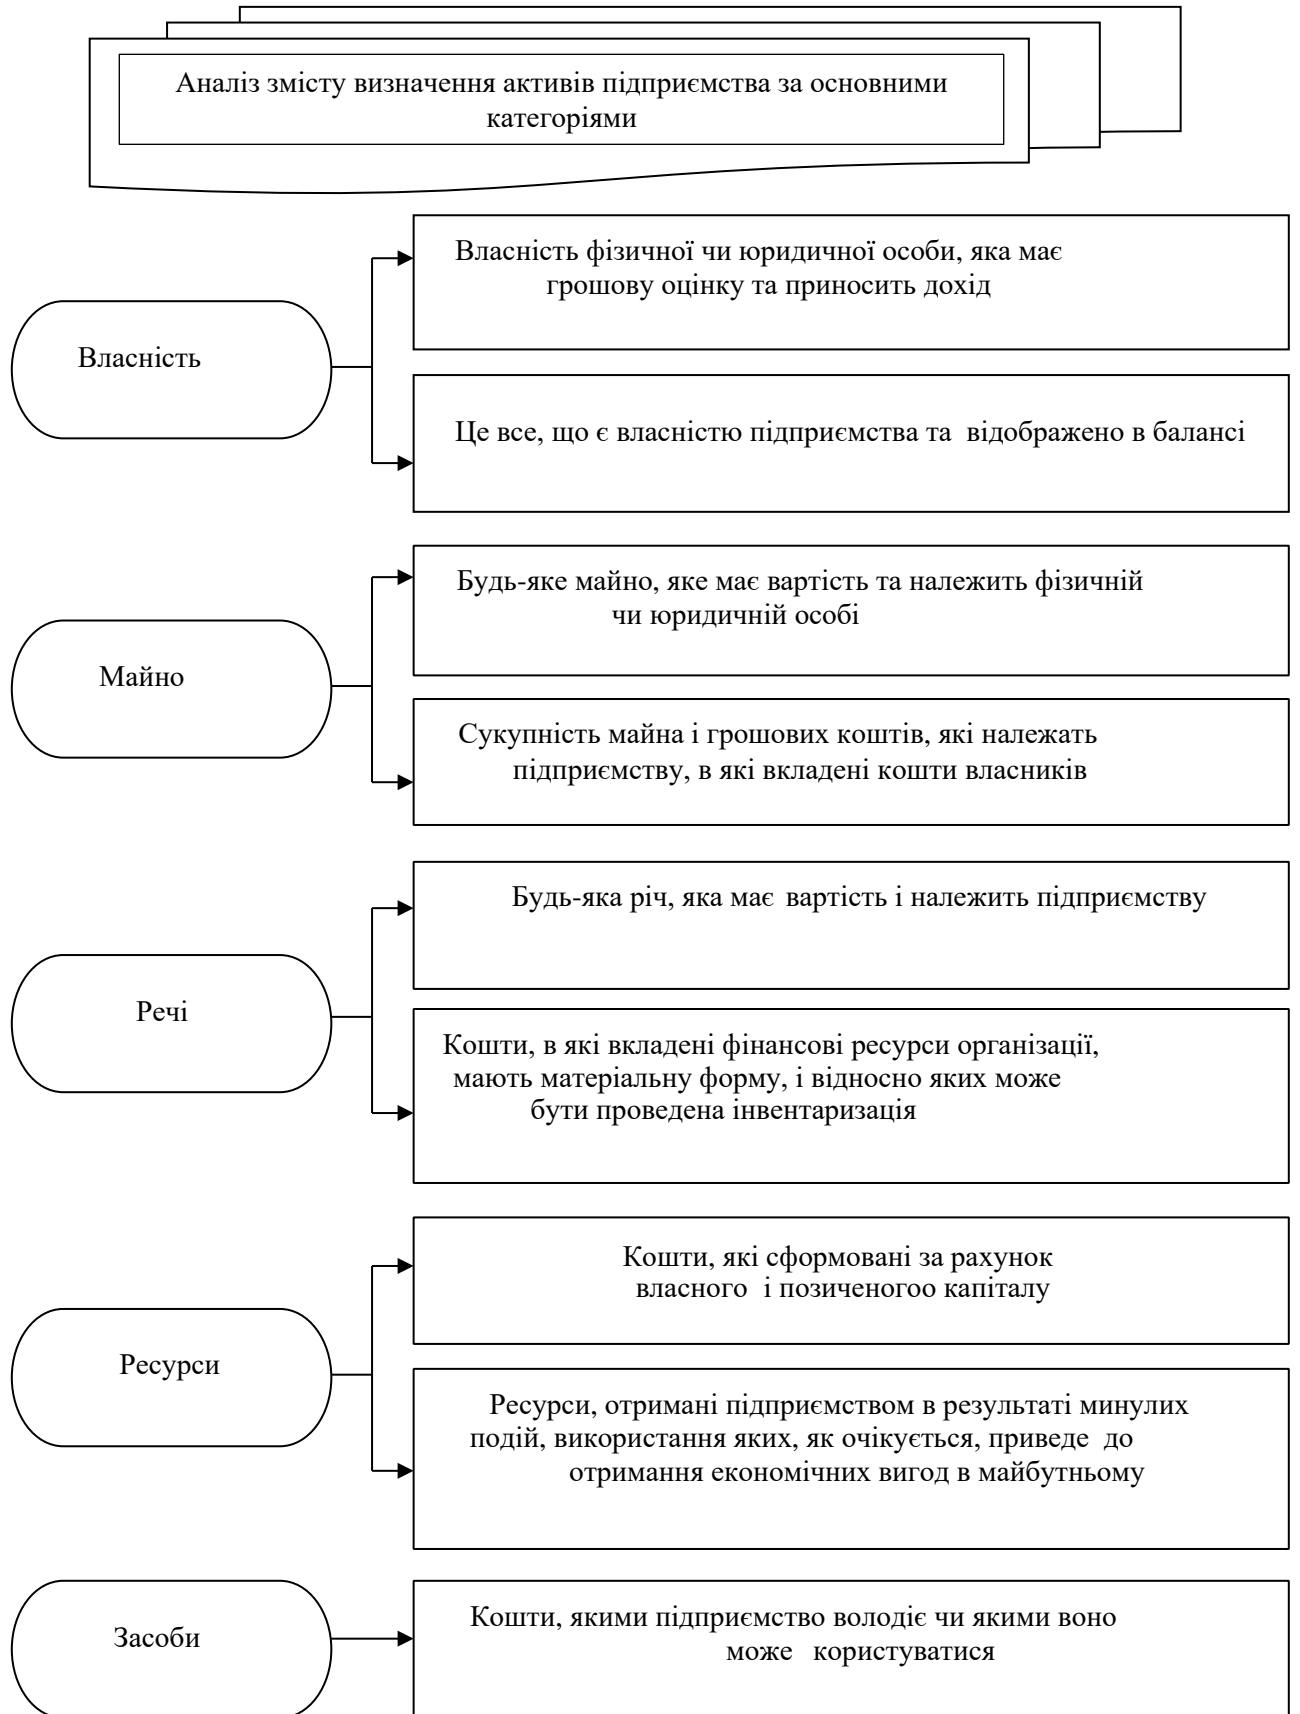 Аналіз змісту визначення активів підприємства за основними
категоріями
Власність
Власність фізичної чи юридичної особи, яка має
грошову оцінку та приносить дохід
Це все, що є власністю підприємства та відображено в балансі
Майно
Будь-яке майно, яке має вартість та належить фізичній
чи юридичній особі
Сукупність майна і грошових коштів, які належать
підприємству, в які вкладені кошти власників
Речі
Будь-яка річ, яка має вартість і належить підприємству
Кошти, в які вкладені фінансові ресурси організації,
мають матеріальну форму, і відносно яких може
бути проведена інвентаризація
Ресурси
Кошти, які сформовані за рахунок
власного і позиченогоо капіталу
Ресурси, отримані підприємством в результаті минулих
подій, використання яких, як очікується, приведе до
отримання економічних вигод в майбутньому
Засоби
Кошти, якими підприємство володіє чи якими воно
може користуватися